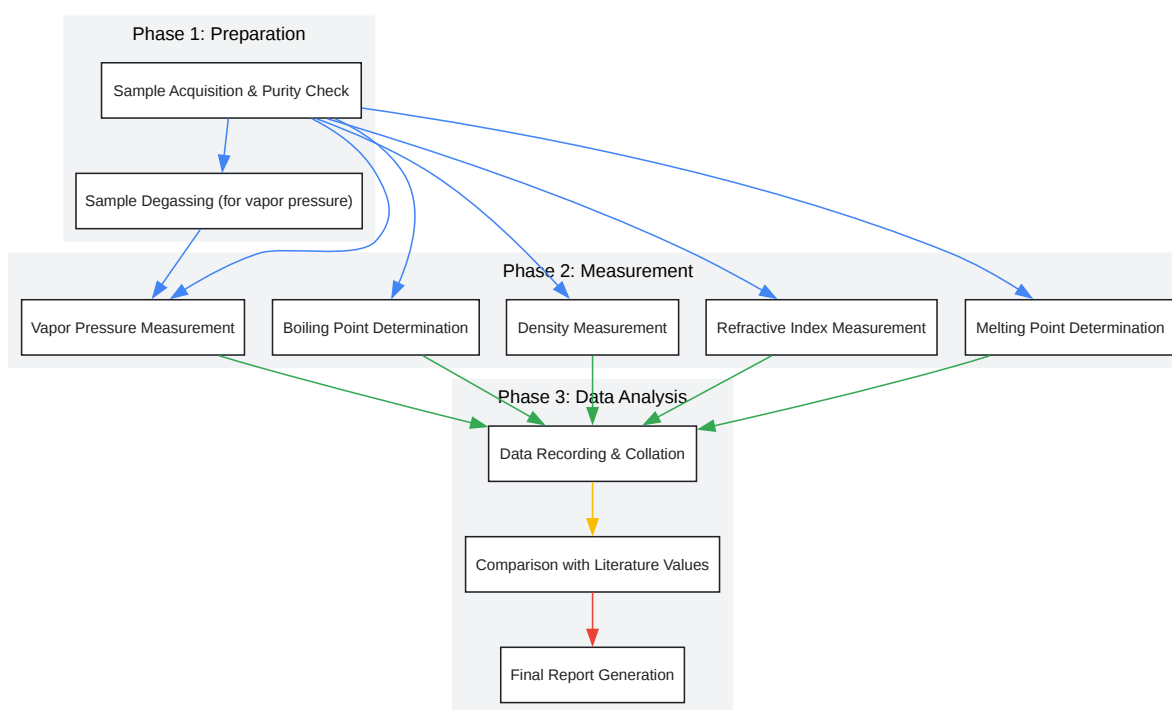 Phase 1: Preparation
Sample Acquisition & Purity Check
Sample Degassing (for vapor pressure)
Phase 2: Measurement
Vapor Pressure Measurement
Boiling Point Determination
Density Measurement
Refractive Index Measurement
Melting Point Determination
Phase 3: Data Analysis
Data Recording & Collation
Comparison with Literature Values
Final Report Generation